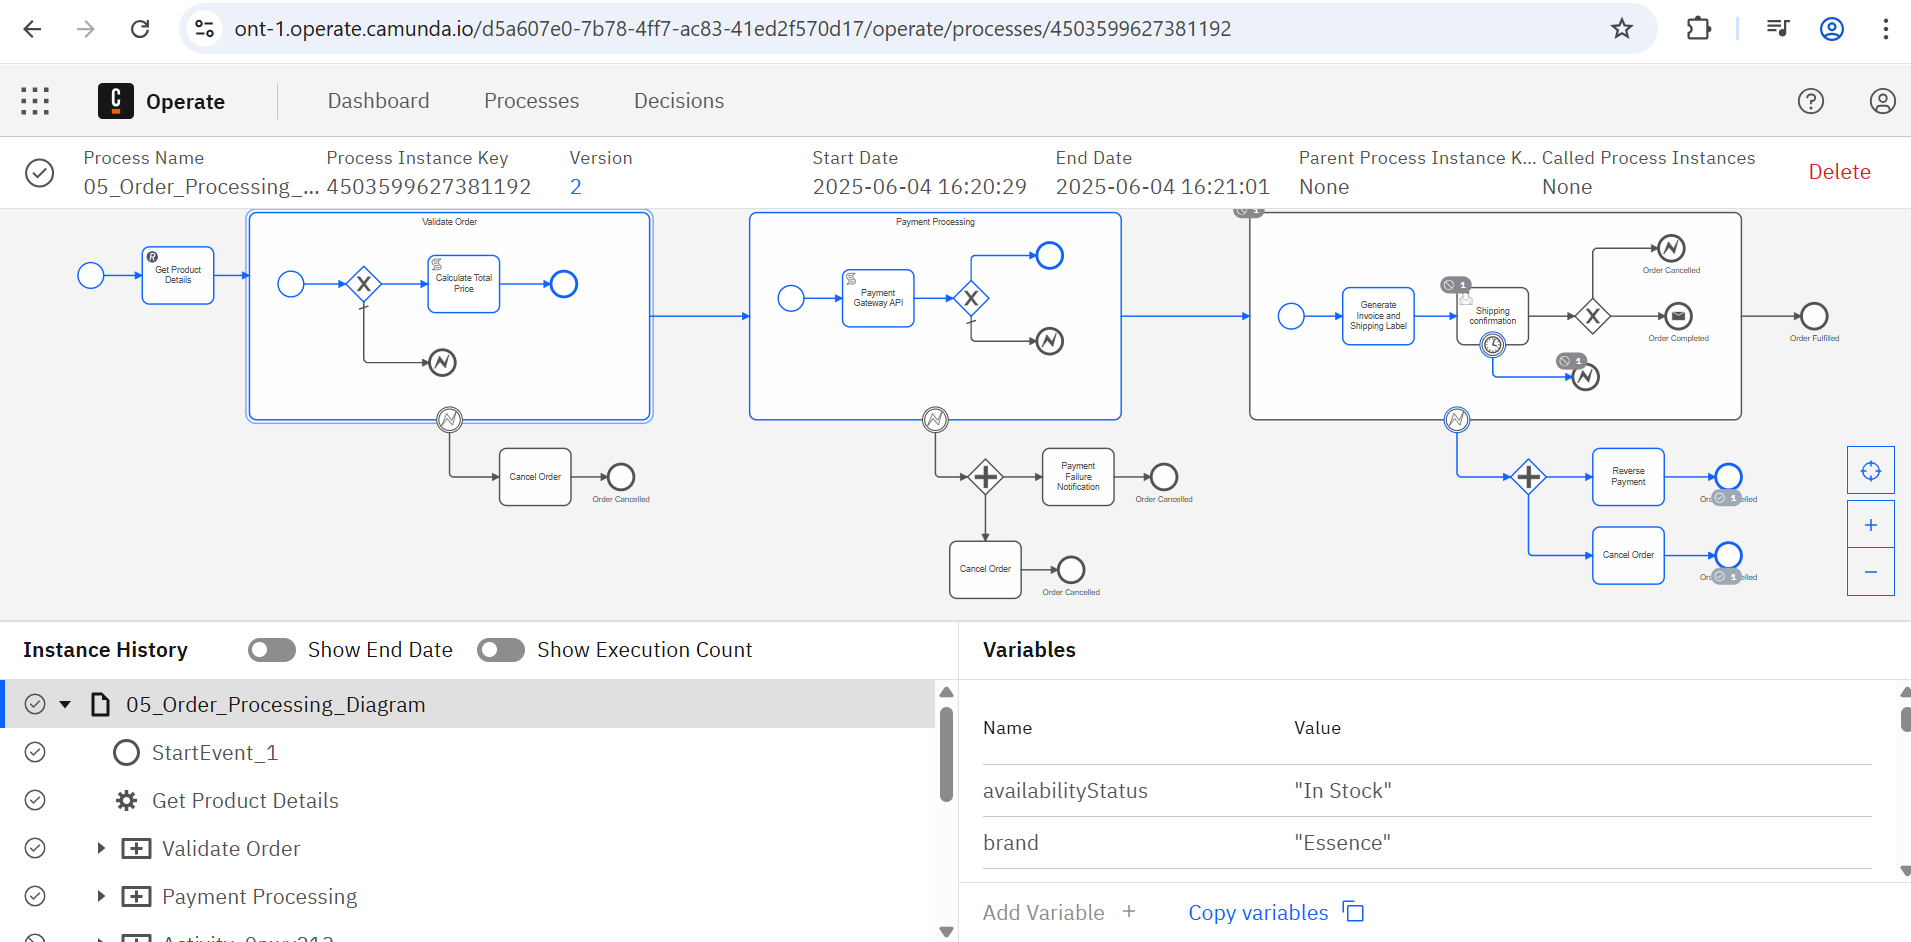 ont-1.operate.camunda.io/d5a607e0-7b78-4ff7-ac83-41ed2f570d17/operate/processes/4503599627381192
Operate
Dashboard
Processes
Decisions
Process Name
Process Instance Key
Version
Start Date
End Date
Parent Process Instance K...
Called Process Instances
05_Order_Processing_...
4503599627381192
2
2025-06-04 16:20:29
2025-06-04 16:21:01
None
None
Delete
Validate Order
Payment Processing
1
Get Product
Details
Calculate Total
Price
Payment
Gateway API
Generate
Invoice and
Shipping Label
1
Shipping
confirmation
Order Cancelled
Order Completed
Order Fulfilled
1
Cancel Order
Order Cancelled
Payment
Failure
Notification
Order Cancelled
Cancel Order
Order Cancelled
Reverse
Payment
1
Cancel Order
1
Instance History
Show End Date
Show Execution Count
05_Order_Processing_Diagram
StartEvent_1
Get Product Details
Validate Order
Payment Processing
Variables
Name
Value
availabilityStatus
"In Stock"
brand
"Essence"
Add Variable +
Copy variables